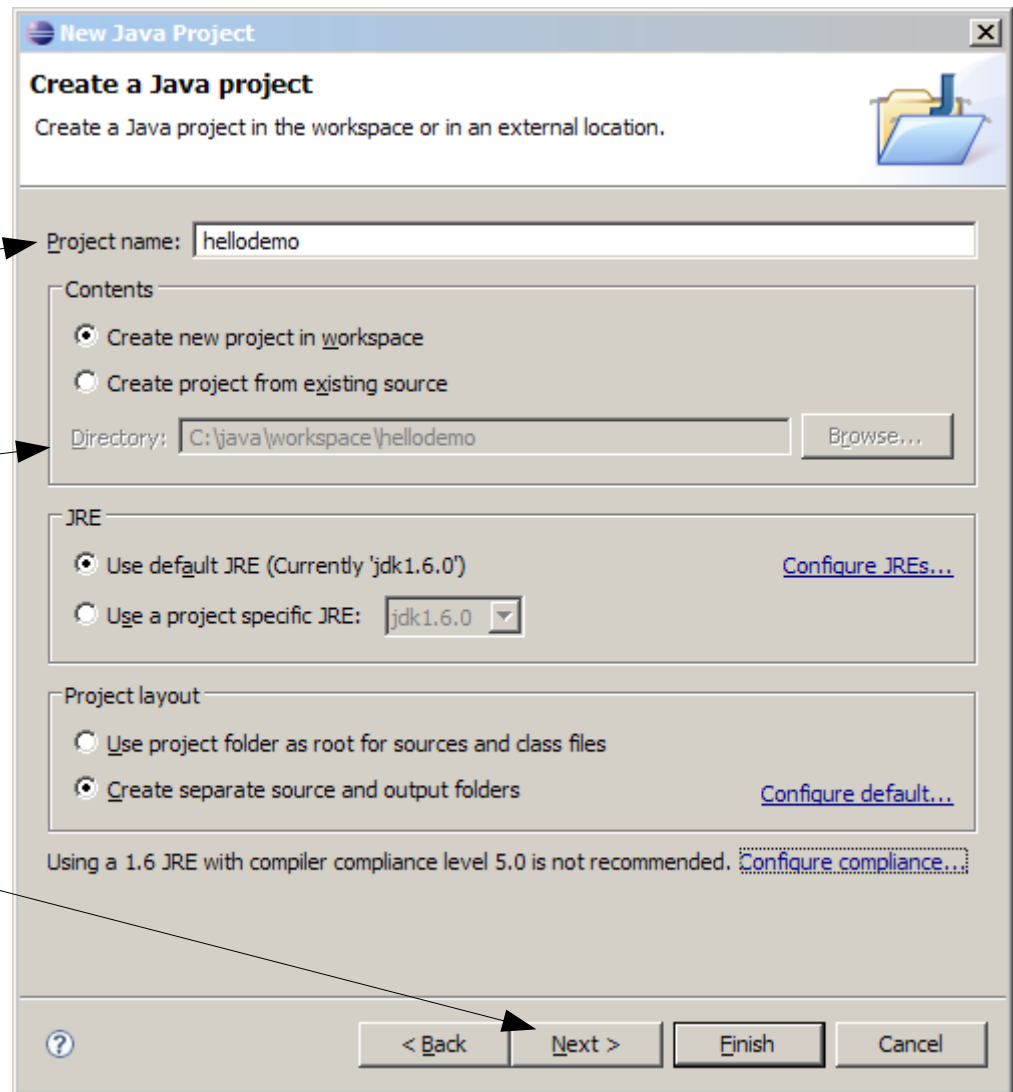 New Java Project
Create a Java project
Create a Java project in the workspace or in an external location.
Project name: hellodemo
Contents
Create new project in workspace
Create project from existing source
Directory: C:\java\workspace\hellodemo Browse...
JRE
Use default JRE (Currently 'jdk1.6.0') Configure JREs...
Use a project specific JRE: jdk1.6.0
Project layout
Use project folder as root for sources and class files
Create separate source and output folders Configure default...
Using a 1.6 JRE with compiler compliance level 5.0 is not recommended. Configure compliance...
? < Back Next > Finish Cancel